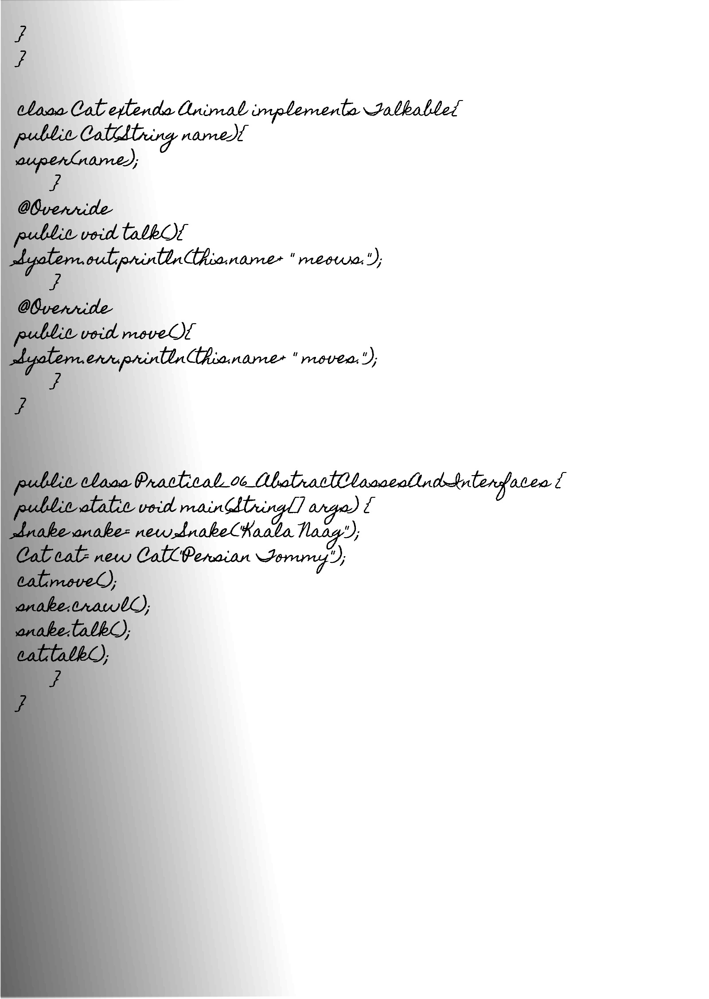 }
}
class Cat extends Animal implements Talkable{
public Cat(String name){
super(name);
}
@Override
public void talk(){
System.out.println(this.name+ " meows.");
}
@Override
public void move(){
System.err.println(this.name+ " moves.");
}
}
public class Practical_06_AbstractClassesAndInterfaces {
public static void main(String[] args) {
Snake snake= new Snake("Kaala Naag");
Cat cat= new Cat("Persian Tommy");
cat.move();
snake.crawl();
snake.talk();
cat.talk();
}
}